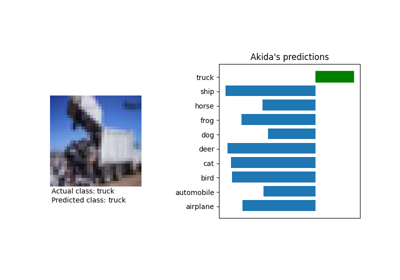 Akida's predictions
truck
ship
horse
frog
dog
deer
cat
bird
automobile
airplane
Actual class: truck
Predicted class: truck